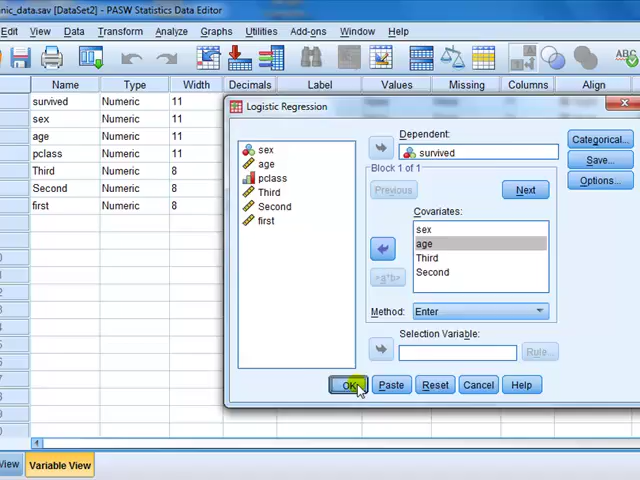 nic_data.sav [DataSet2] - PASW Statistics Data Editor
Edit View Data Transform Analyze Graphs Utilities Add-ons Window Help
ABC
Name Type Width Decimals Label Values Missing Columns Align
survived Numeric 11
sex Numeric 11
age Numeric 11
pclass Numeric 11
Third Numeric 8
Second Numeric 8
first Numeric 8
Logistic Regression
sex
age
pclass
Third
Second
first
Dependent:
survived
Block 1 of 1
Previous Next
Covariates:
sex
age
Third
Second
>a*b>
Method: Enter
Selection Variable:
Rule...
Categorical...
Save...
Options...
OK Paste Reset Cancel Help
View Variable View